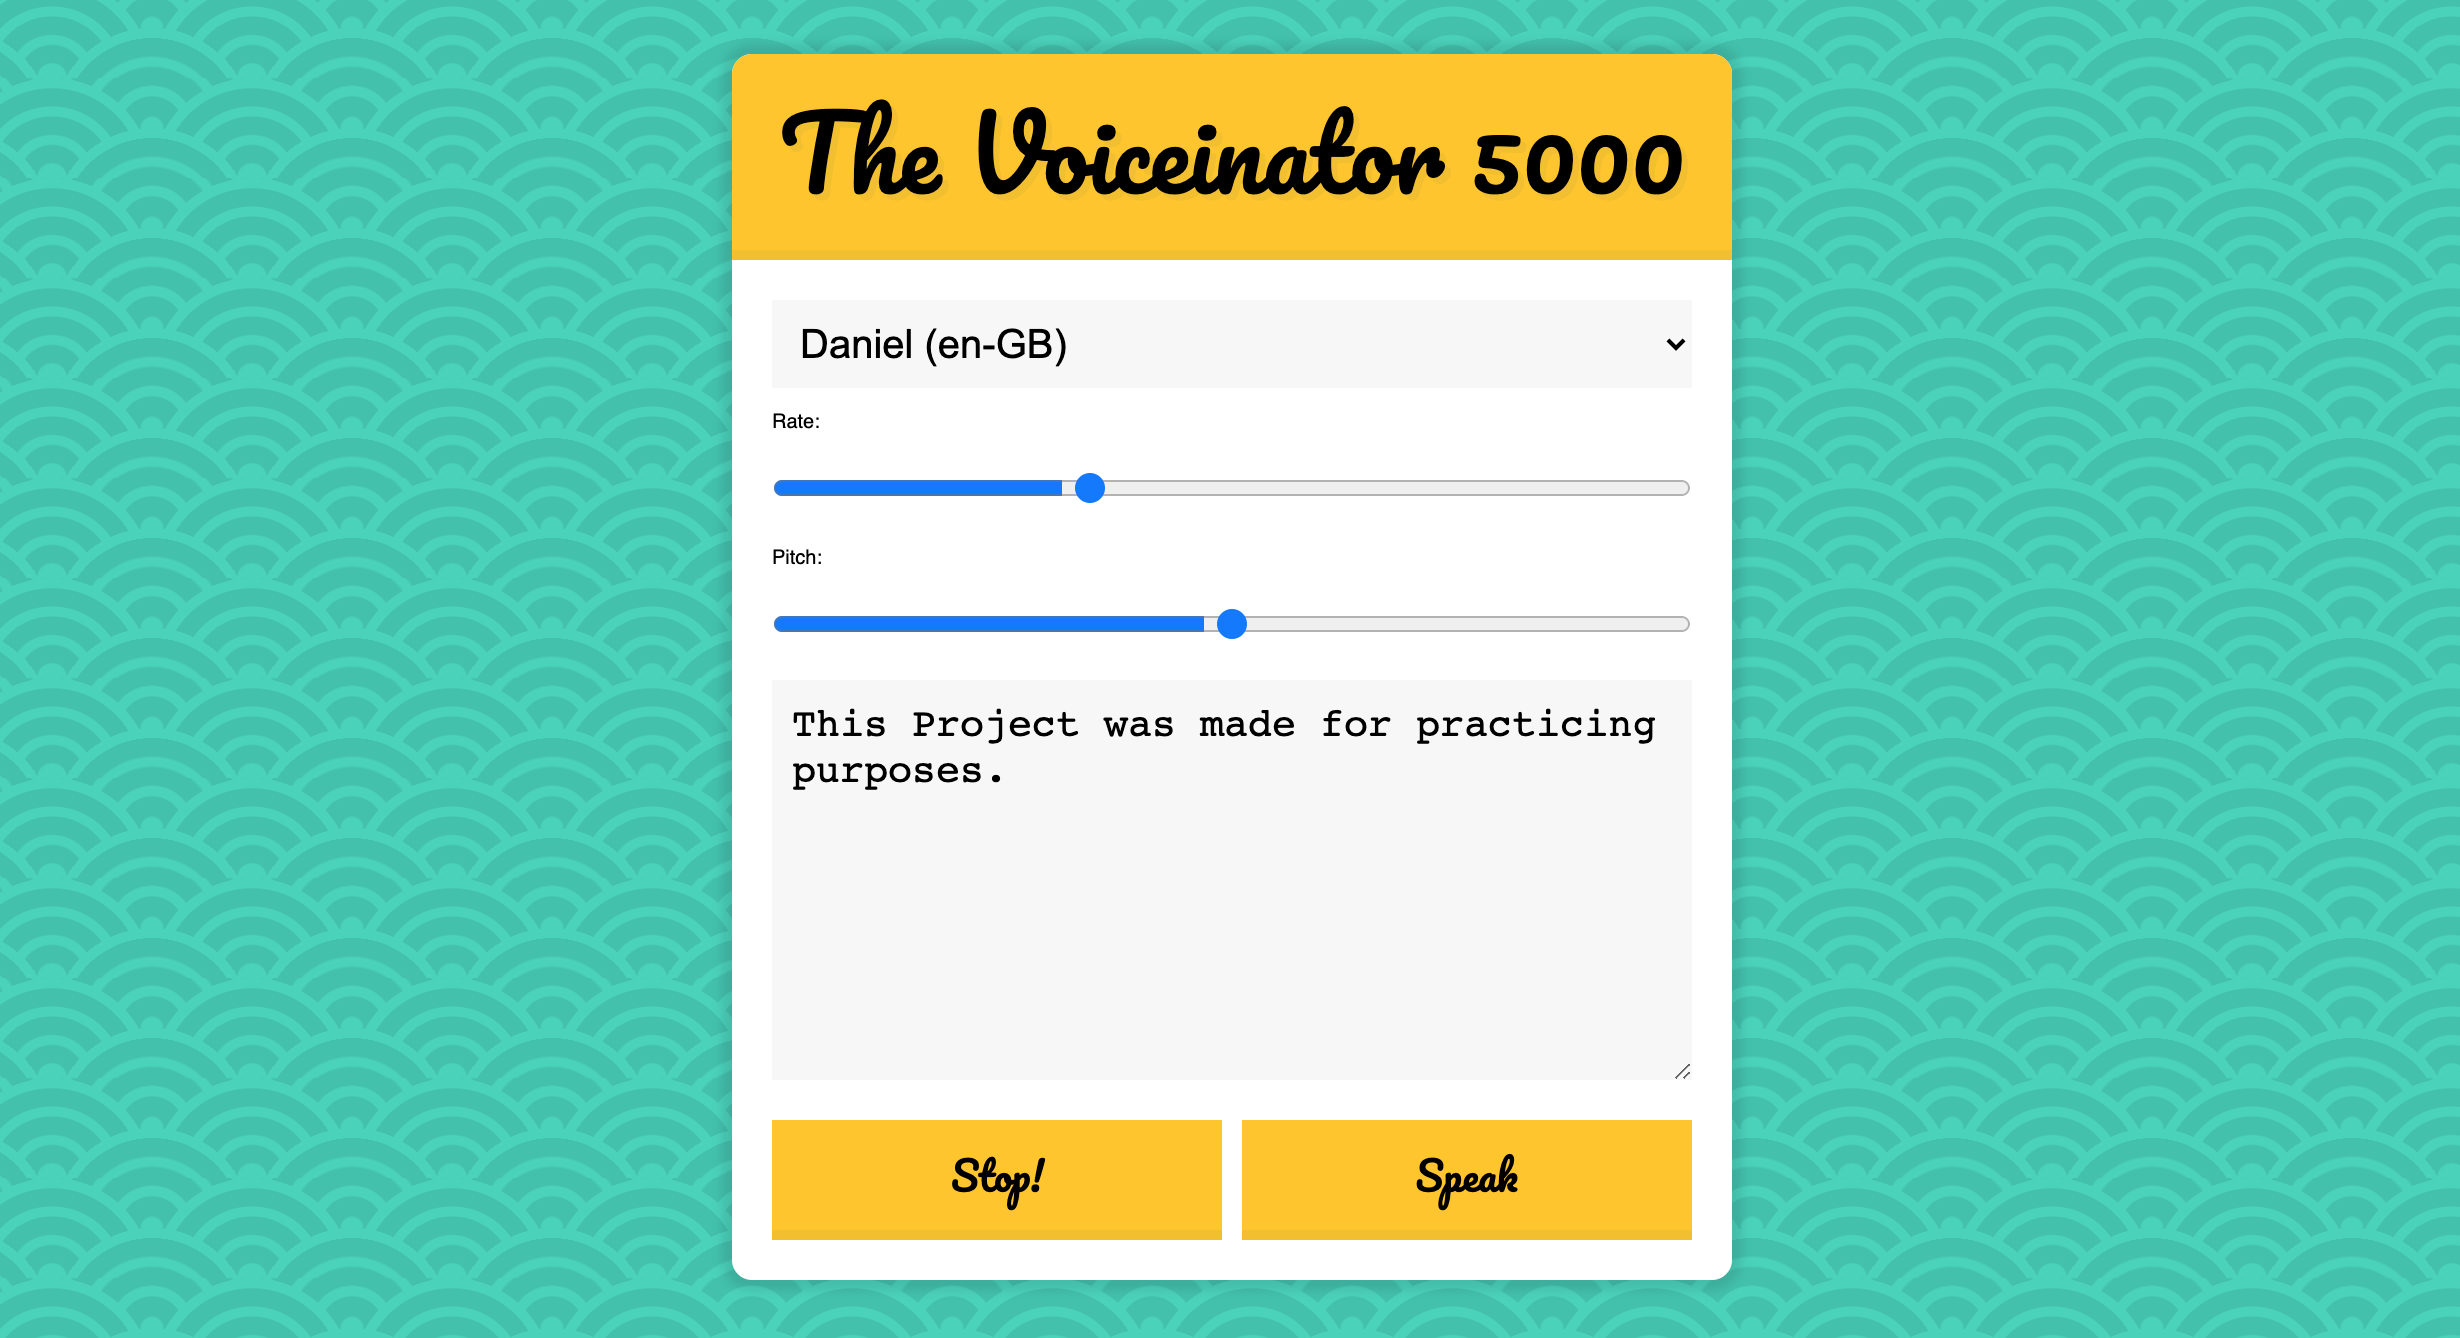 The Voiceinator 5000
Daniel (en-GB)
Rate:
Pitch:
This Project was made for practicing
purposes.
Stop!
Speak